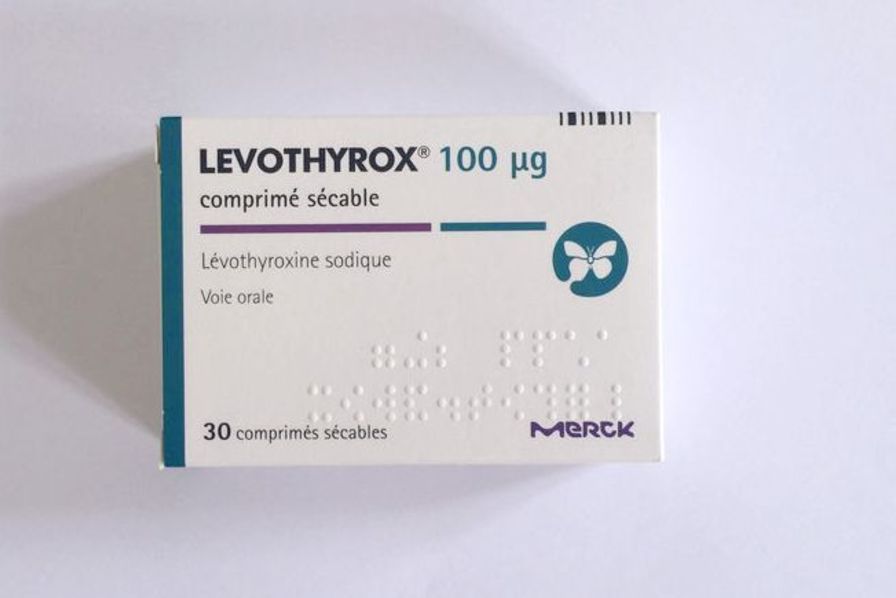 LEVOTHYROX® 100 µg
comprimé sécable
Lévothyroxine sodique
Voie orale
30 comprimés sécables
MERCK